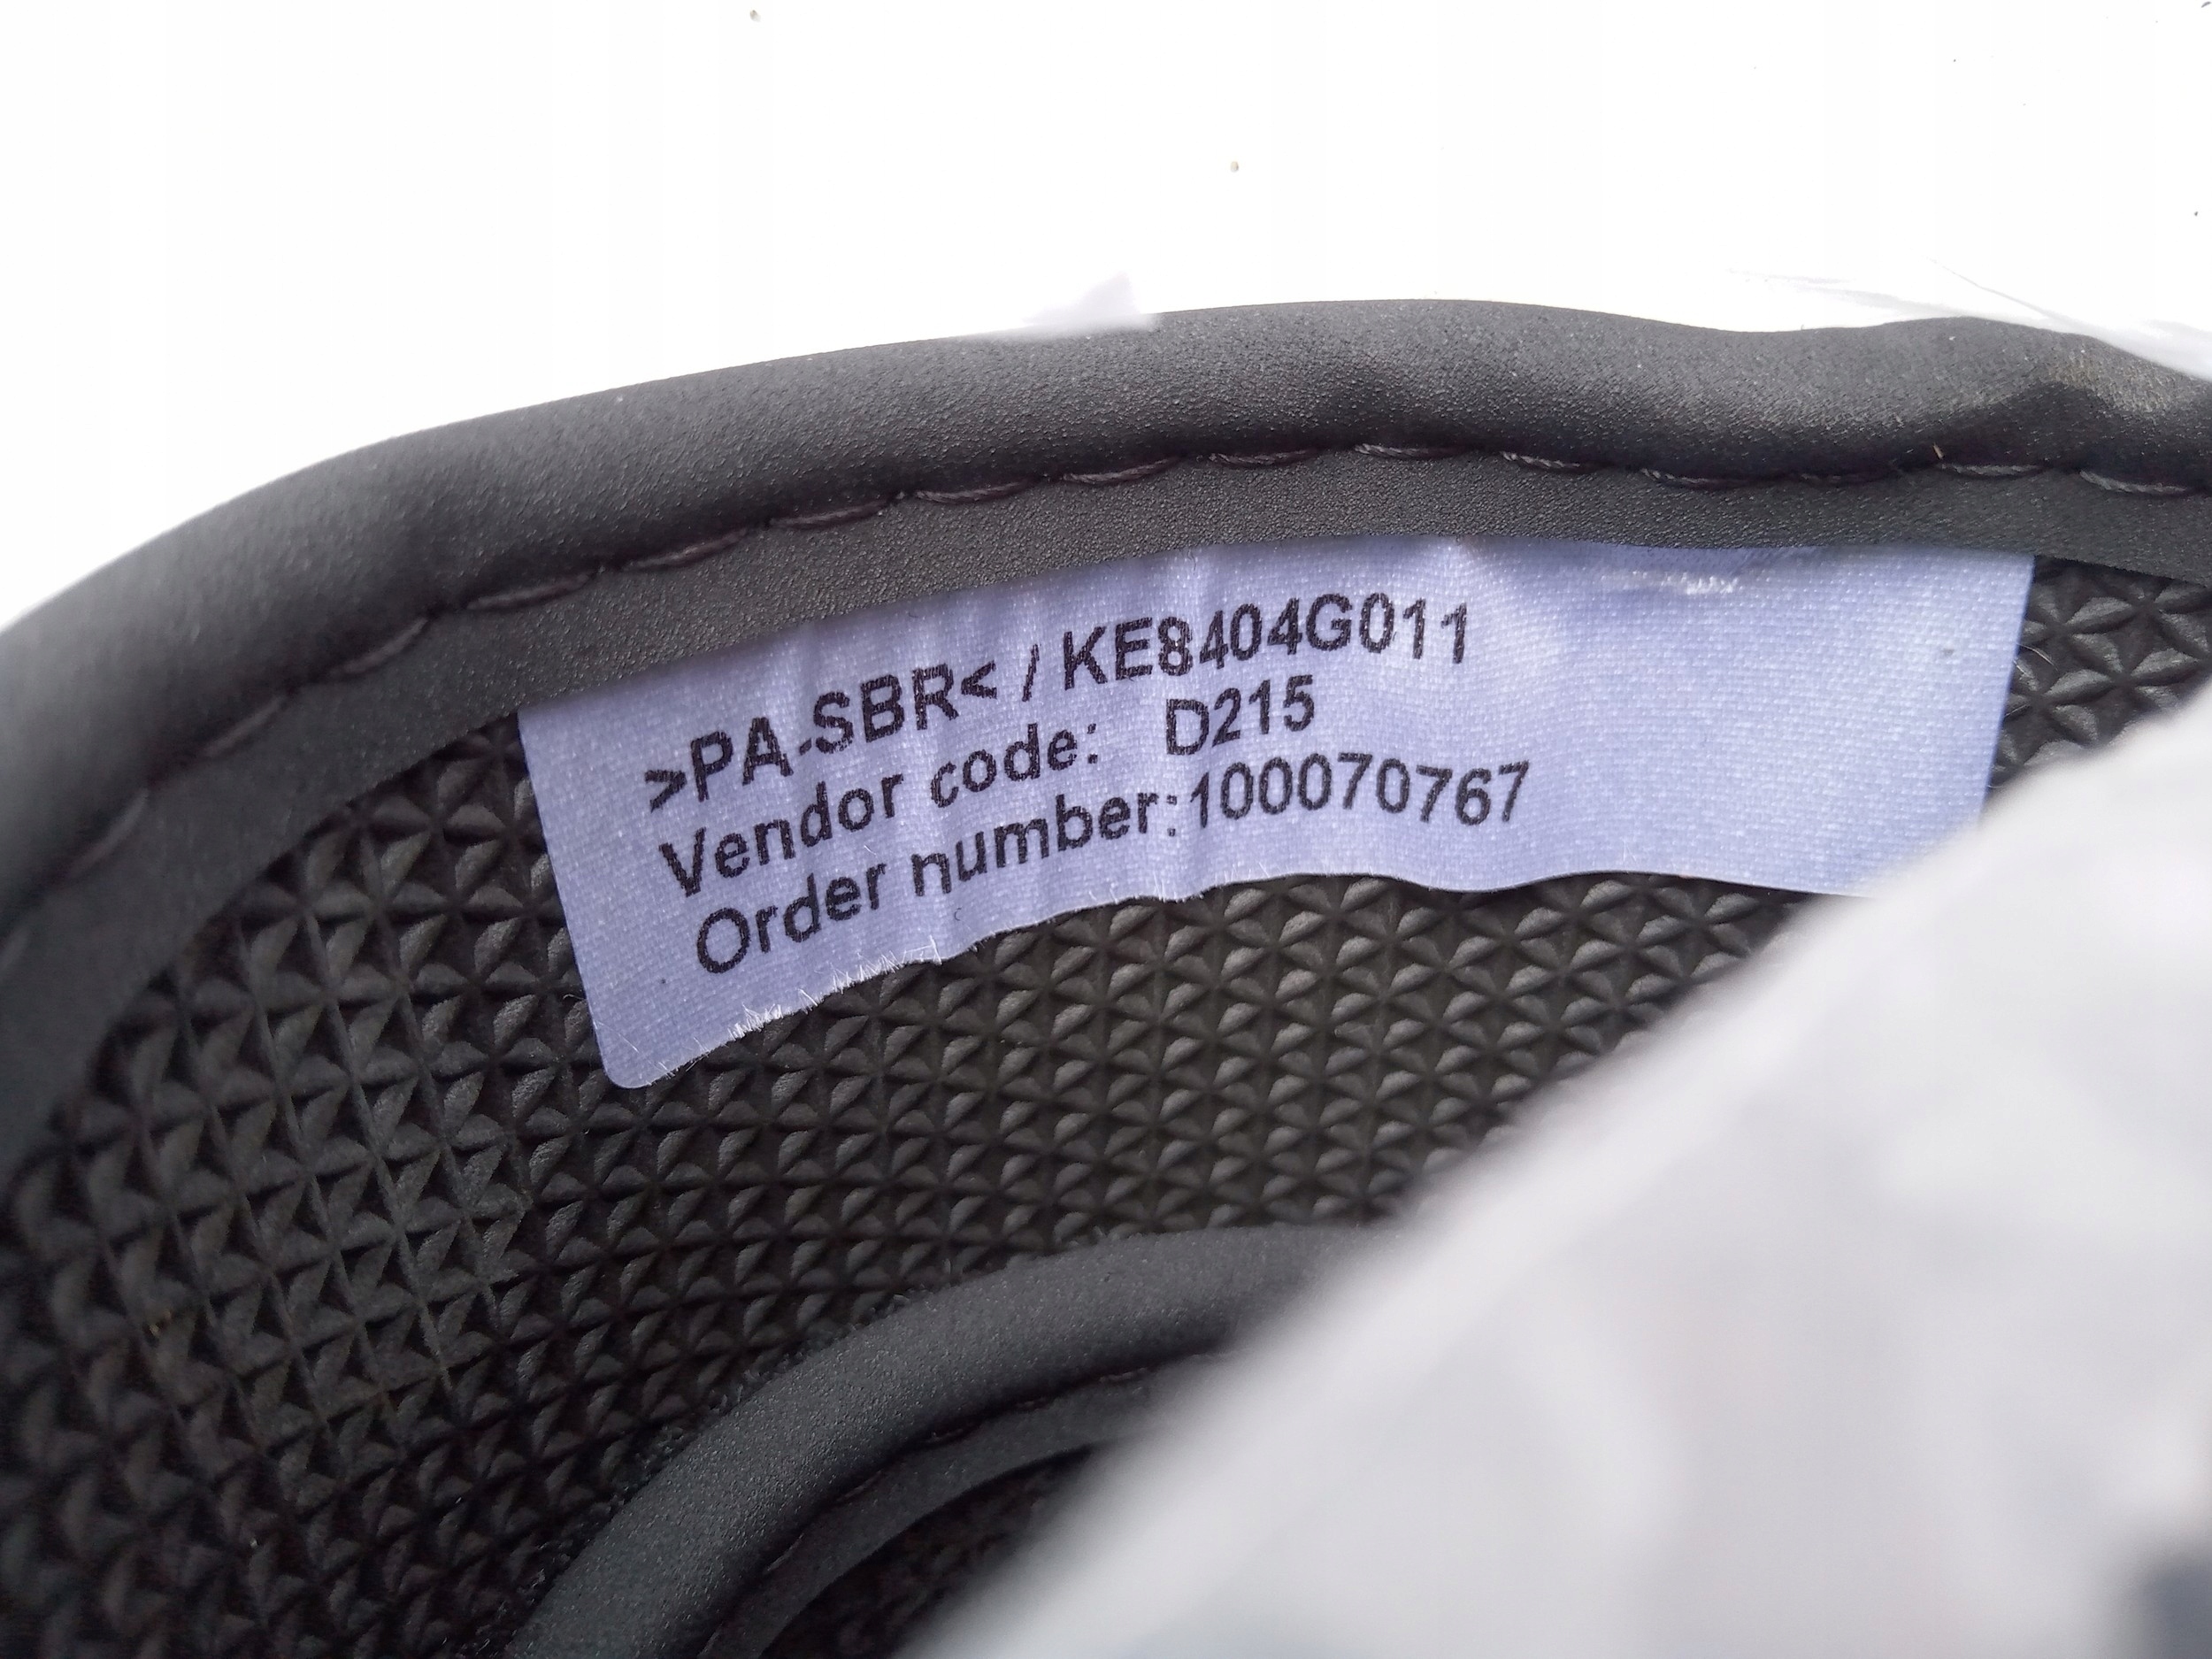 >PA-SBR< / KE8404G011
Vendor code: D215
Order number:100070767